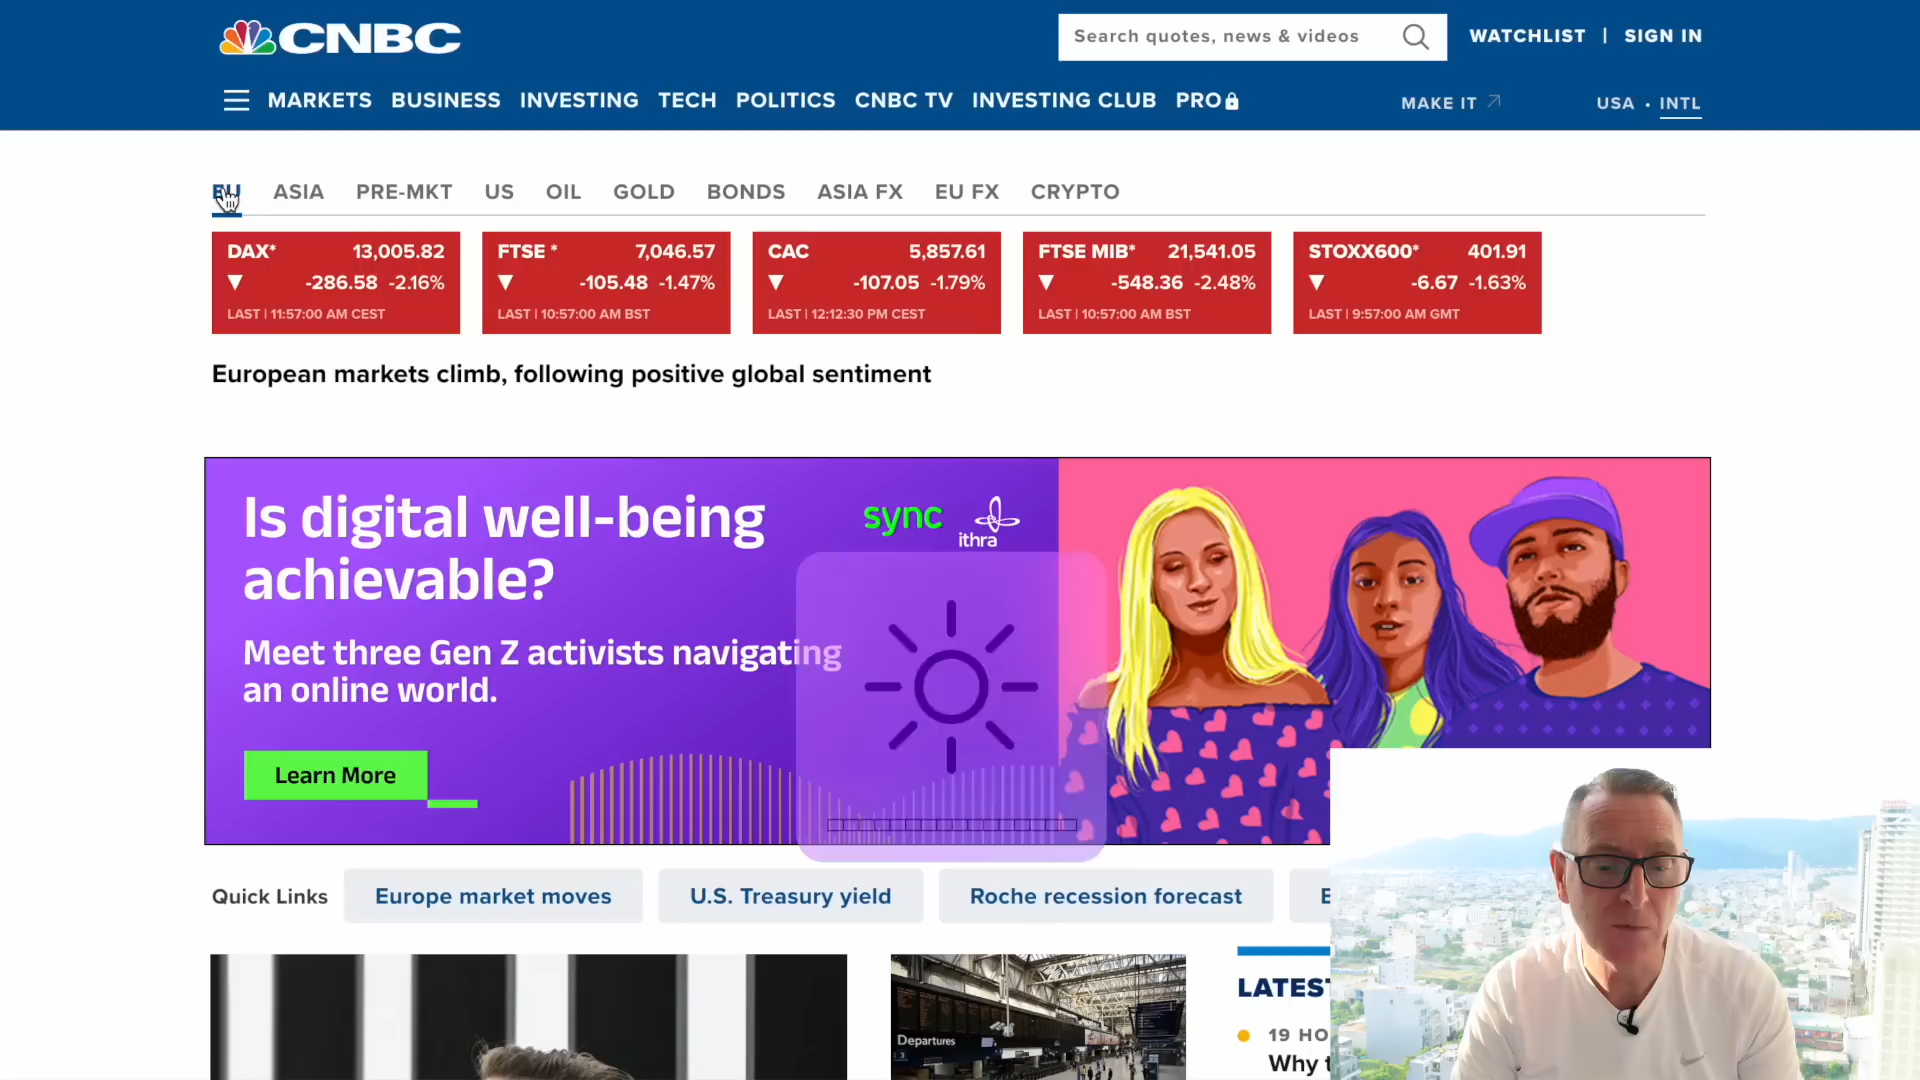 CNBC
Search quotes, news & videos
WATCHLIST | SIGN IN
MARKETS BUSINESS INVESTING TECH POLITICS CNBC TV INVESTING CLUB PRO
MAKE IT
USA • INTL
EU ASIA PRE-MKT US OIL GOLD BONDS ASIA FX EU FX CRYPTO
DAX* 13,005.82
▼ -286.58 -2.16%
LAST | 11:57:00 AM CEST
FTSE * 7,046.57
▼ -105.48 -1.47%
LAST | 10:57:00 AM BST
CAC 5,857.61
▼ -107.05 -1.79%
LAST | 12:12:30 PM CEST
FTSE MIB* 21,541.05
▼ -548.36 -2.48%
LAST | 10:57:00 AM BST
STOXX600* 401.91
▼ -6.67 -1.63%
LAST | 9:57:00 AM GMT
European markets climb, following positive global sentiment
Is digital well-being
achievable?
sync
ithra
Meet three Gen Z activists navigating
an online world.
Learn More
Quick Links
Europe market moves
U.S. Treasury yield
Roche recession forecast
Departures
LATEST
19 HO
Why t